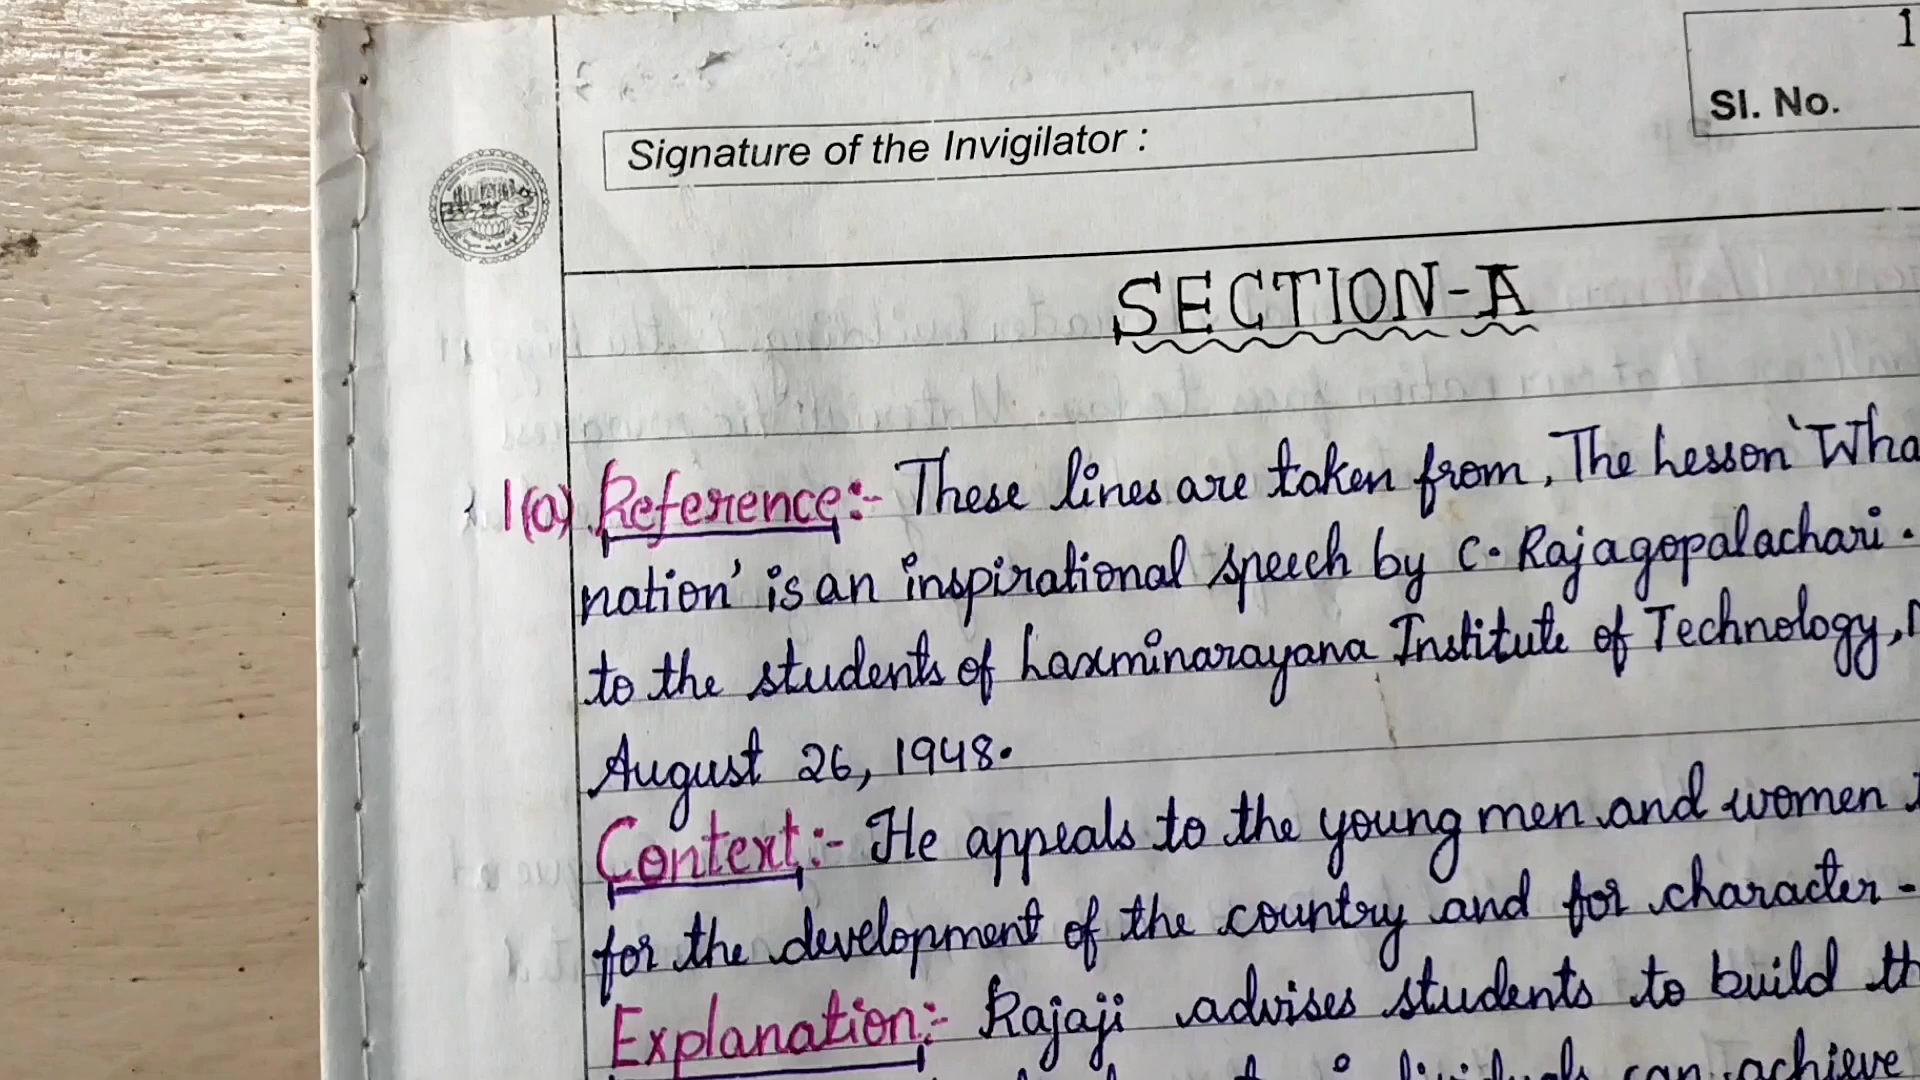 1
Sl. No.
Signature of the Invigilator :
SECTION-A
1(a) Reference:- These lines are taken from, The Lesson 'Wha
nation' is an inspirational speech by C. Rajagopalachari.
to the students of Laxminarayana Institute of Technology,
August 26, 1948.
Context:- He appeals to the young men and women
for the development of the country and for character-
Explanation:- Rajaji advises students to build th
can achieve